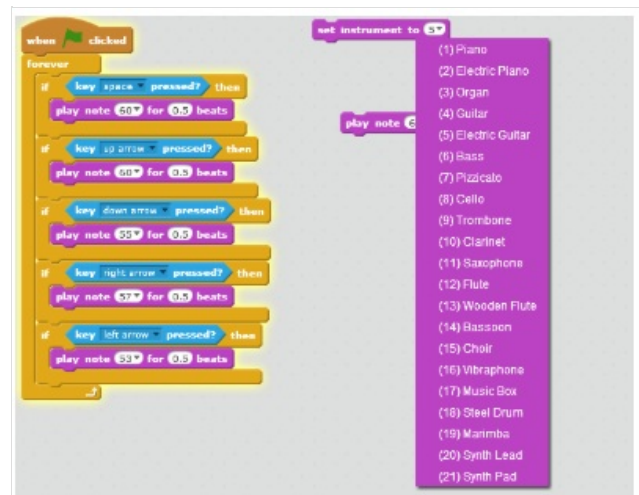 when clicked
forever
if key space pressed? then
play note 60 for 0.5 beats
if key up arrow pressed? then
play note 60 for 0.5 beats
if key down arrow pressed? then
play note 55 for 0.5 beats
if key right arrow pressed? then
play note 57 for 0.5 beats
if key left arrow pressed? then
play note 53 for 0.5 beats
set instrument to 5
play note 6
(1) Piano
(2) Electric Piano
(3) Organ
(4) Guitar
(5) Electric Guitar
(6) Bass
(7) Pizzicato
(8) Cello
(9) Trombone
(10) Clarinet
(11) Saxophone
(12) Flute
(13) Wooden Flute
(14) Bassoon
(15) Choir
(16) Vibraphone
(17) Music Box
(18) Steel Drum
(19) Marimba
(20) Synth Lead
(21) Synth Pad